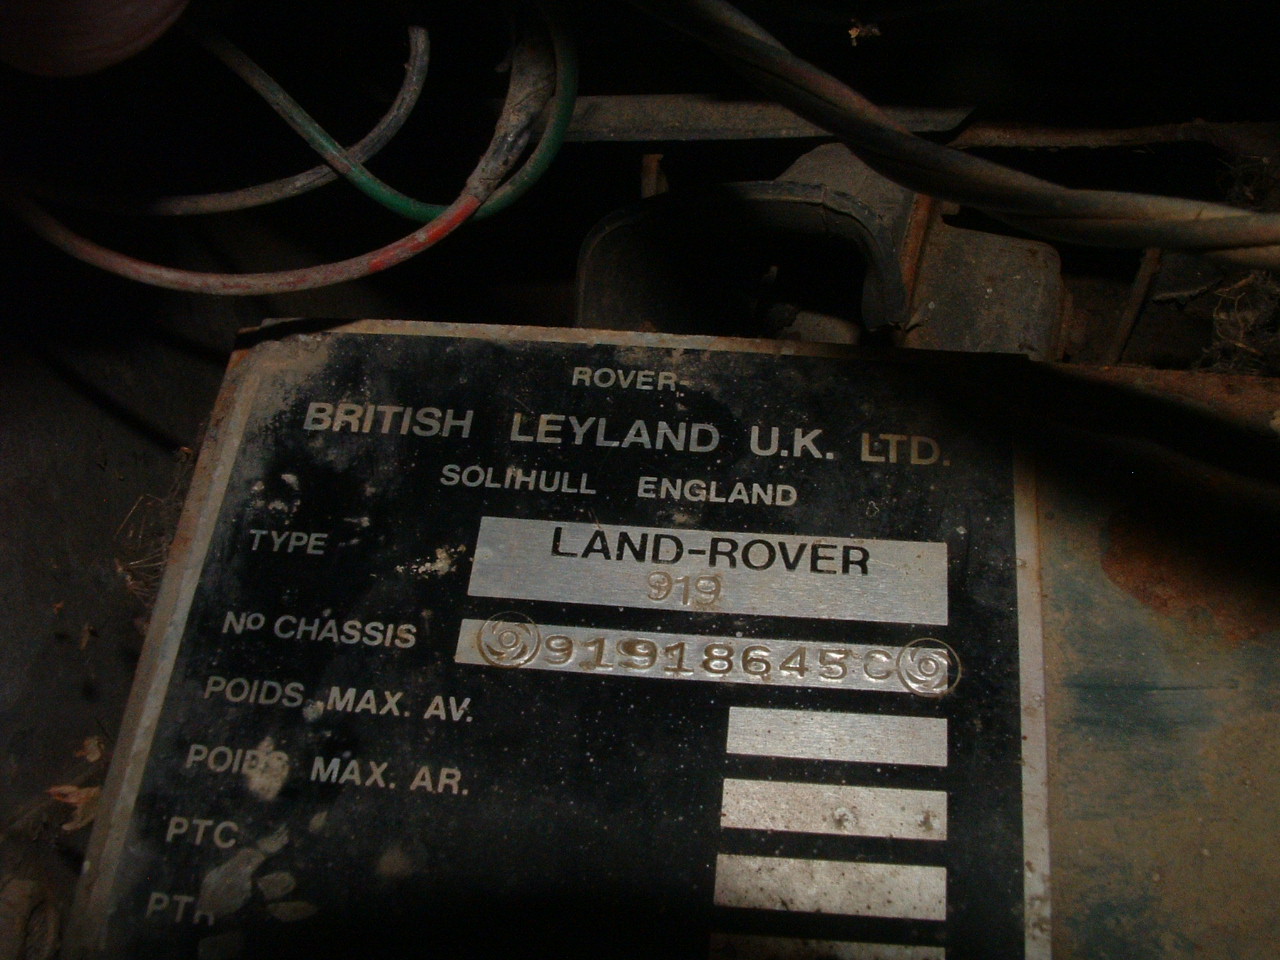 ROVER-
BRITISH LEYLAND U.K. LTD.
SOLIHULL ENGLAND
TYPE LAND-ROVER
919
Nº CHASSIS 91918645C
POIDS MAX. AV.
POIDS MAX. AR.
PTC